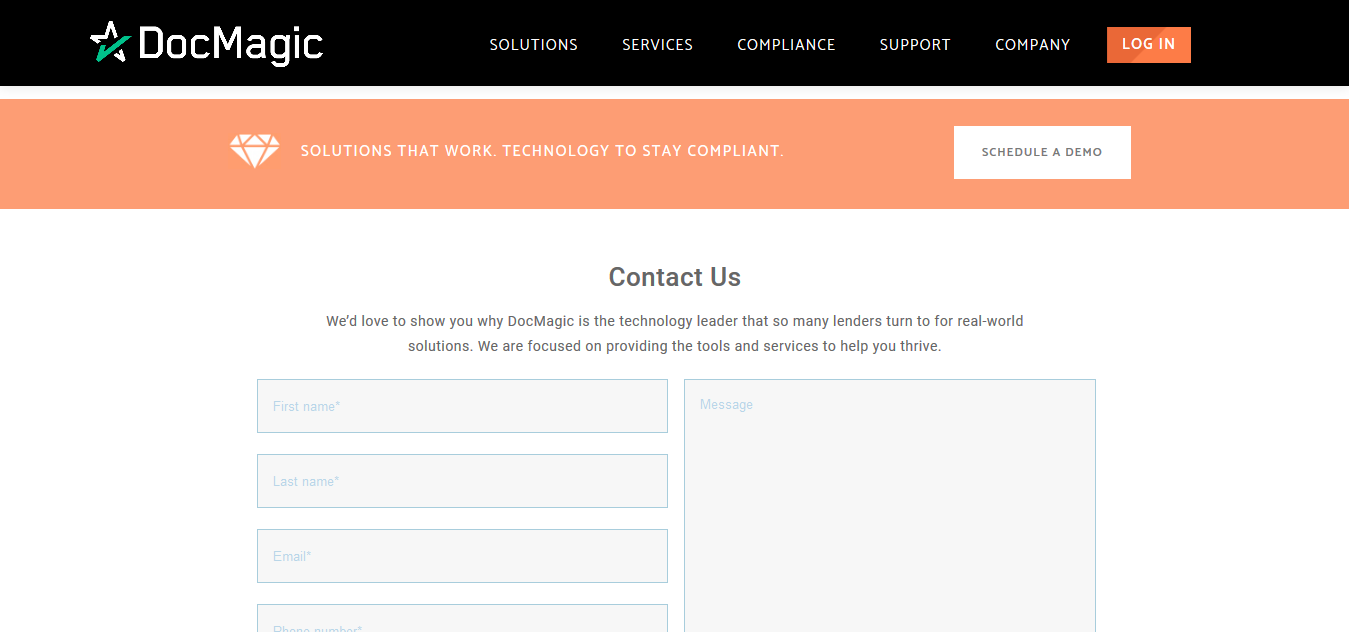 DocMagic
SOLUTIONS
SERVICES
COMPLIANCE
SUPPORT
COMPANY
LOG IN
SOLUTIONS THAT WORK. TECHNOLOGY TO STAY COMPLIANT.
SCHEDULE A DEMO
Contact Us
We’d love to show you why DocMagic is the technology leader that so many lenders turn to for real-world
solutions. We are focused on providing the tools and services to help you thrive.
First name*
Message
Last name*
Email*
Phone number*